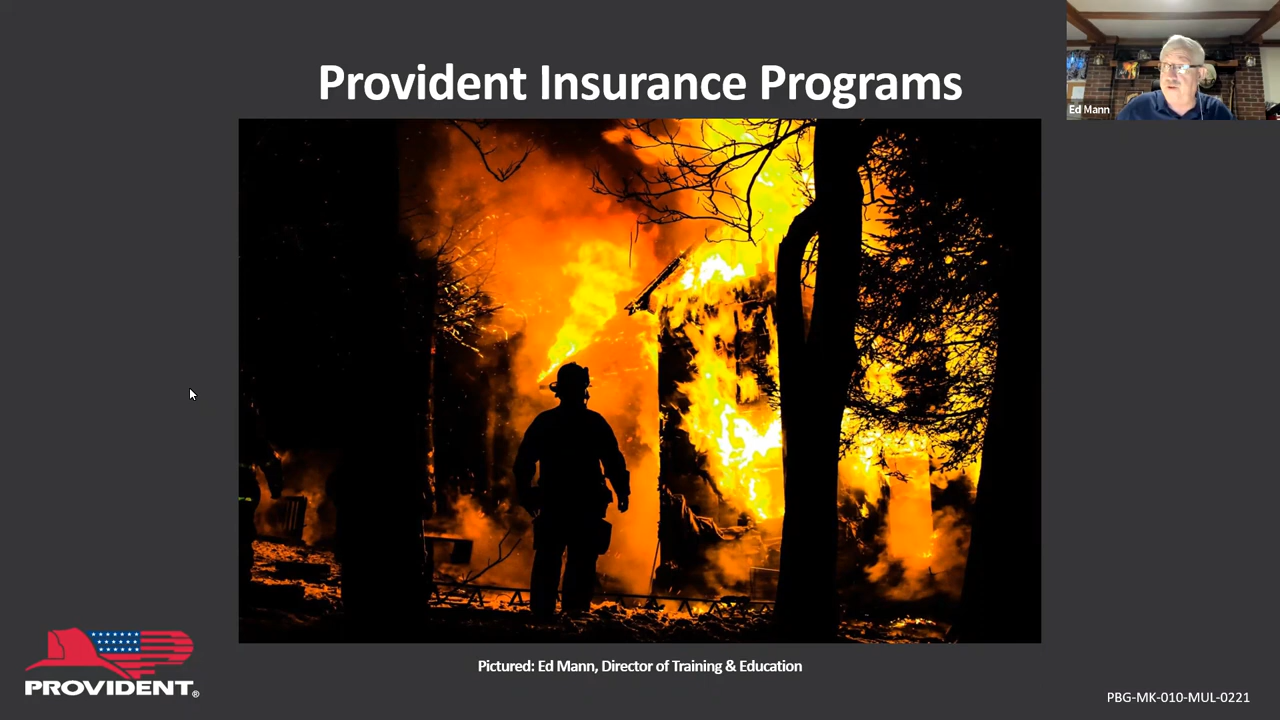 Provident Insurance Programs
Ed Mann
Pictured: Ed Mann, Director of Training & Education
PROVIDENT®
PBG-MK-010-MUL-0221